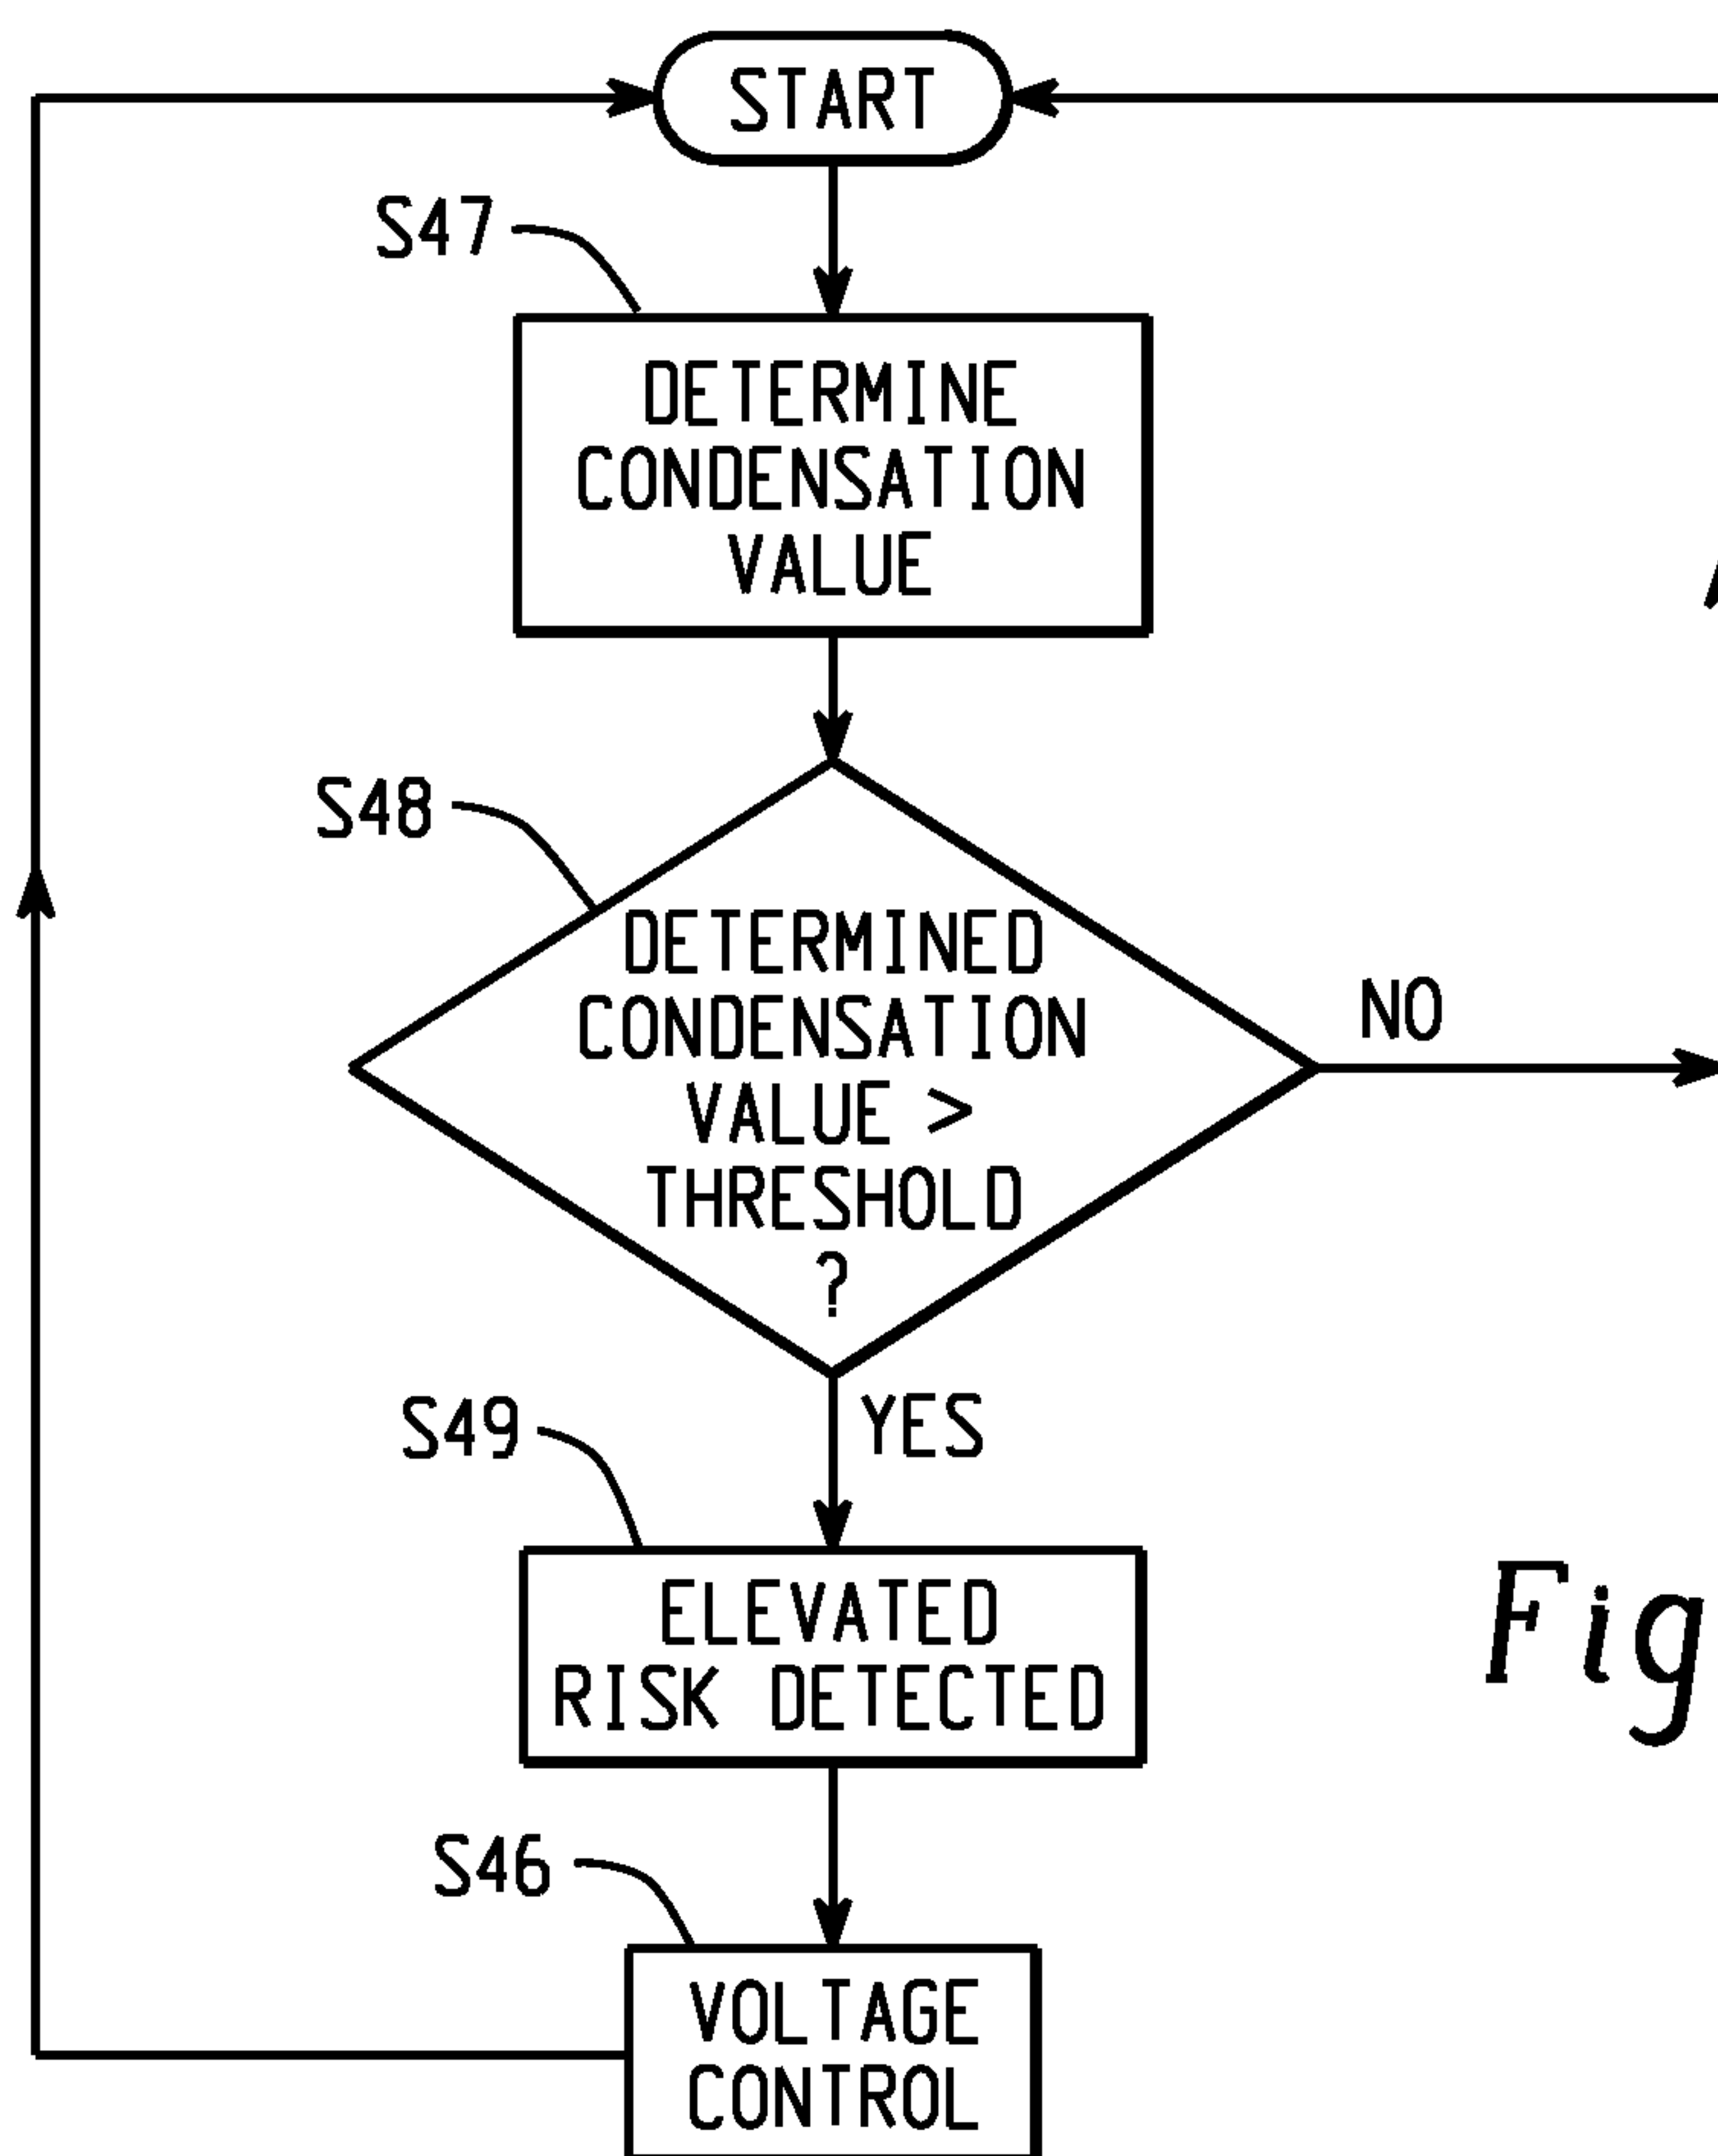 START
S47
DETERMINE
CONDENSATION
VALUE
S48
DETERMINED
CONDENSATION
VALUE >
THRESHOLD
?
NO
YES
S49
ELEVATED
RISK DETECTED
Fig
S46
VOLTAGE
CONTROL